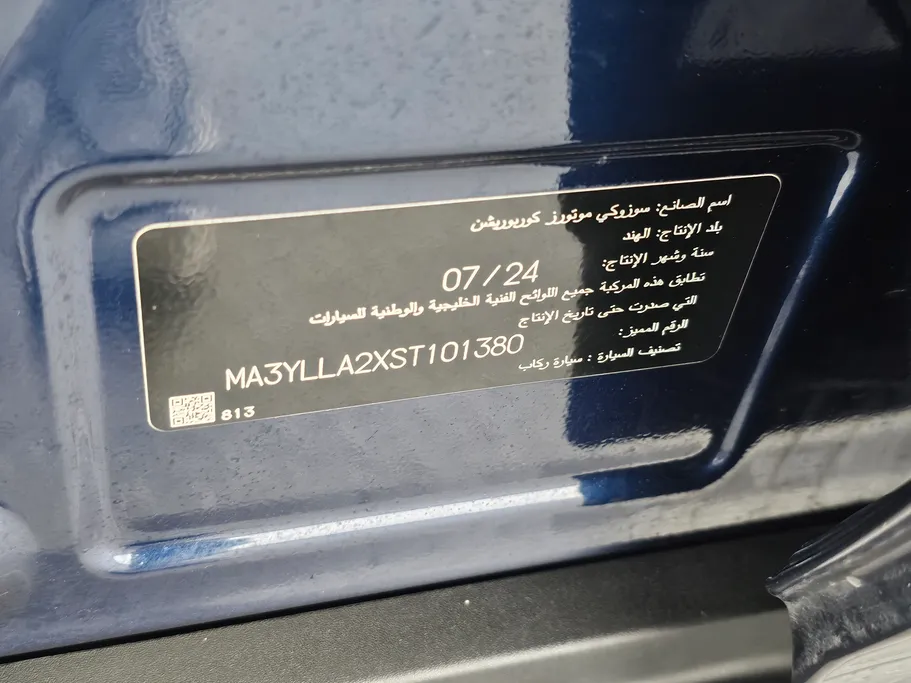 اسم الصانع: سوزوكي موتورز كوربوريشن
بلد الإنتاج: الهند
سنة وشهر الإنتاج: 07/24
تطابق هذه المركبة جميع اللوائح الفنية الخليجية والوطنية للسيارات
التي صدرت حتى تاريخ الإنتاج
الرقم المميز: MA3YLLA2XST101380
تصنيف السيارة : سيارة ركاب
813